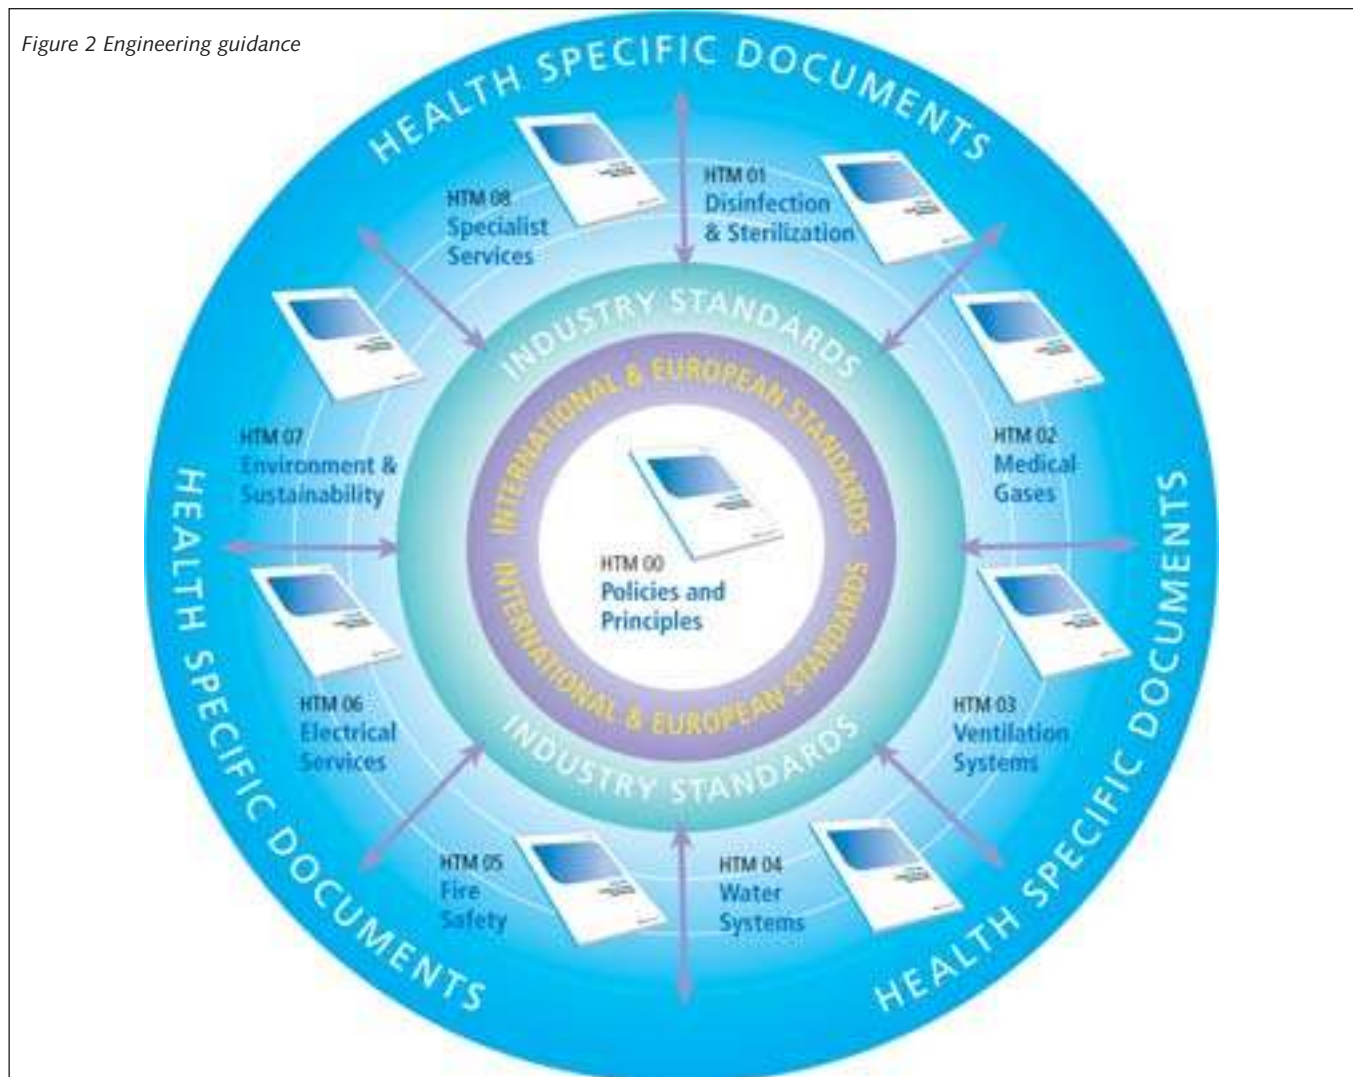 Figure 2 Engineering guidance
HEALTH SPECIFIC DOCUMENTS
HTM 08
Specialist
Services
HTM 01
Disinfection
& Sterilization
INDUSTRY STANDARDS
INTERNATIONAL & EUROPEAN STANDARDS
HTM 07
Environment &
Sustainability
HTM 02
Medical
Gases
HTM 00
Policies and
Principles
HEALTH SPECIFIC DOCUMENTS
HEALTH SPECIFIC DOCUMENTS
HTM 06
Electrical
Services
HTM 03
Ventilation
Systems
INTERNATIONAL & EUROPEAN STANDARDS
INDUSTRY STANDARDS
HTM 05
Fire
Safety
HTM 04
Water
Systems